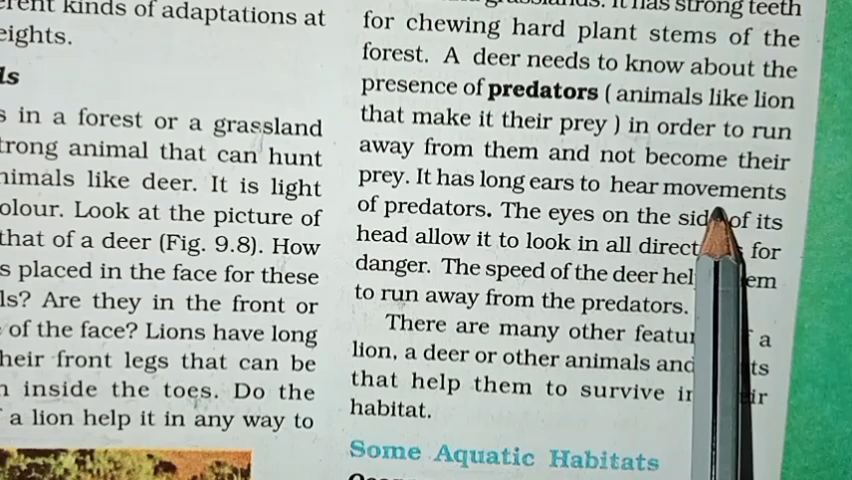 erent kinds of adaptations at
eights.
ls
s in a forest or a grassland
trong animal that can hunt
nimals like deer. It is light
olour. Look at the picture of
that of a deer (Fig. 9.8). How
s placed in the face for these
ls? Are they in the front or
of the face? Lions have long
heir front legs that can be
n inside the toes. Do the
a lion help it in any way to
It has strong teeth
for chewing hard plant stems of the
forest. A deer needs to know about the
presence of predators ( animals like lion
that make it their prey ) in order to run
away from them and not become their
prey. It has long ears to hear movements
of predators. The eyes on the sid of its
head allow it to look in all direct for
danger. The speed of the deer hel em
to run away from the predators.
There are many other featur a
lion, a deer or other animals and ts
that help them to survive in eir
habitat.
Some Aquatic Habitats